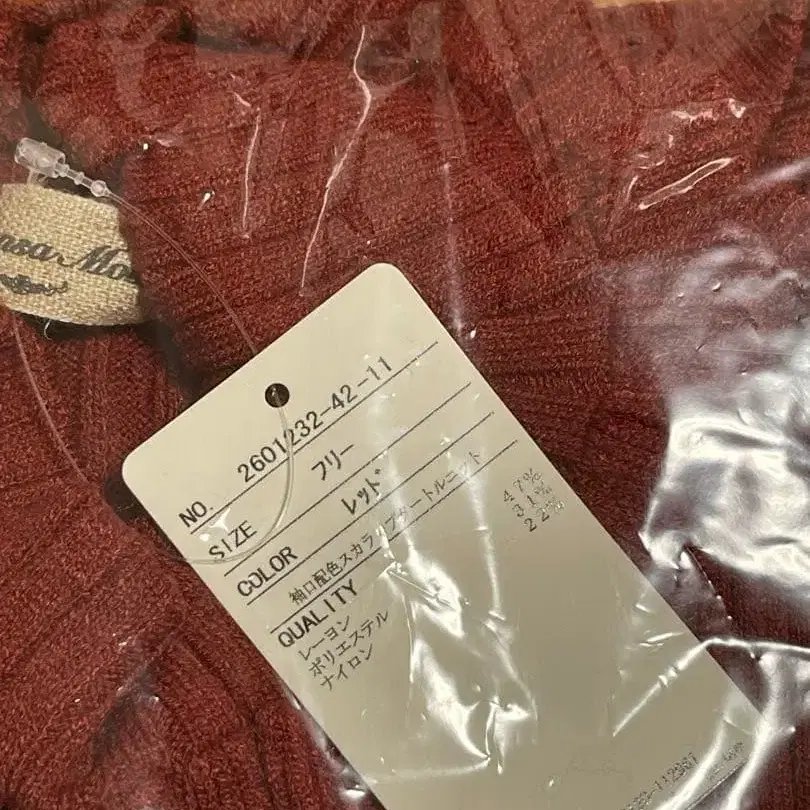 nsa Mo
NO. 2601232-42-11
SIZE フリー
COLOR レッド
袖口配色スカラップタートルニット
QUALITY
レーヨン 47%
ポリエステル 31%
ナイロン 22%